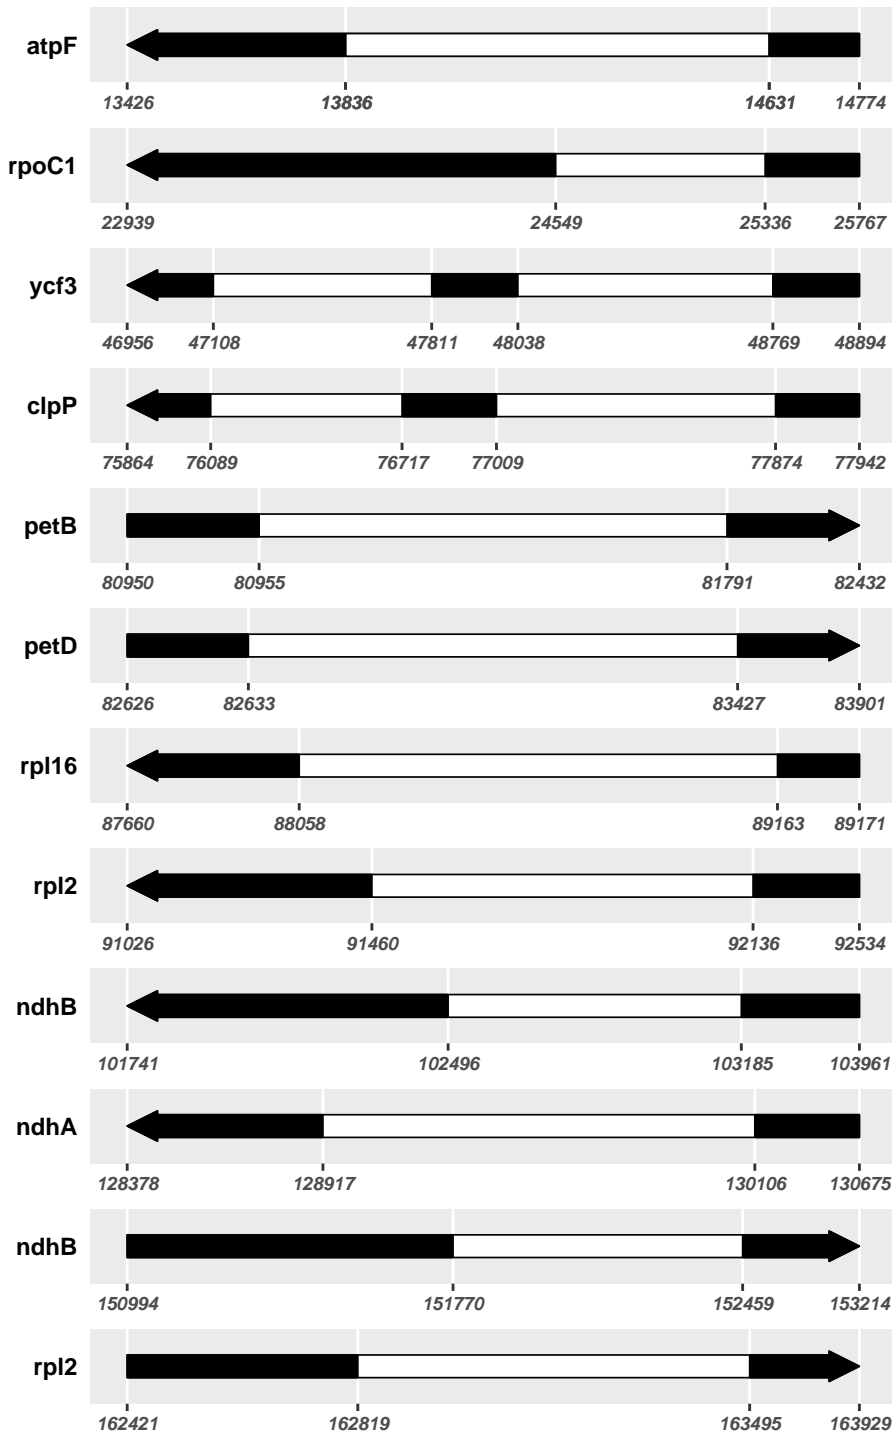 atpF
13426 13836 14631 14774
rpoC1
22939 24549 25336 25767
ycf3
46956 47108 47811 48038 48769 48894
clpP
75864 76089 76717 77009 77874 77942
petB
80950 80955 81791 82432
petD
82626 82633 83427 83901
rpl16
87660 88058 89163 89171
rpl2
91026 91460 92136 92534
ndhB
101741 102496 103185 103961
ndhA
128378 128917 130106 130675
ndhB
150994 151770 152459 153214
rpl2
162421 162819 163495 163929